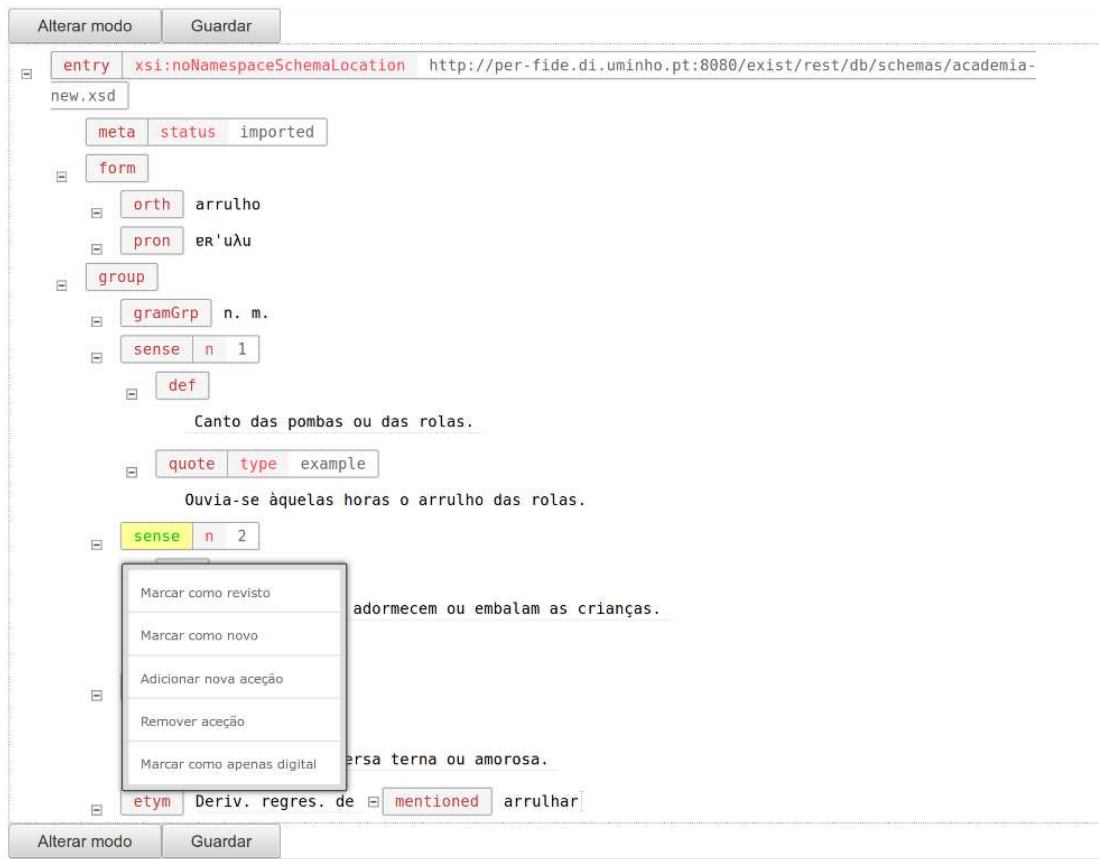 Alterar modo Guardar
entry xsi:noNamespaceSchemaLocation http://per-fide.di.uminho.pt:8080/exist/rest/db/schemas/academia-
new.xsd
meta status imported
form
orth arrulho
pron ɐʀˈuλu
group
gramGrp n. m.
sense n 1
def
Canto das pombas ou das rolas.
quote type example
Ouvia-se àquelas horas o arrulho das rolas.
sense n 2
Marcar como revisto
adormecem ou embalam as crianças.
Marcar como novo
Adicionar nova aceção
Remover aceção
ersa terna ou amorosa.
Marcar como apenas digital
etym Deriv. regres. de mentioned arrulhar
Alterar modo Guardar